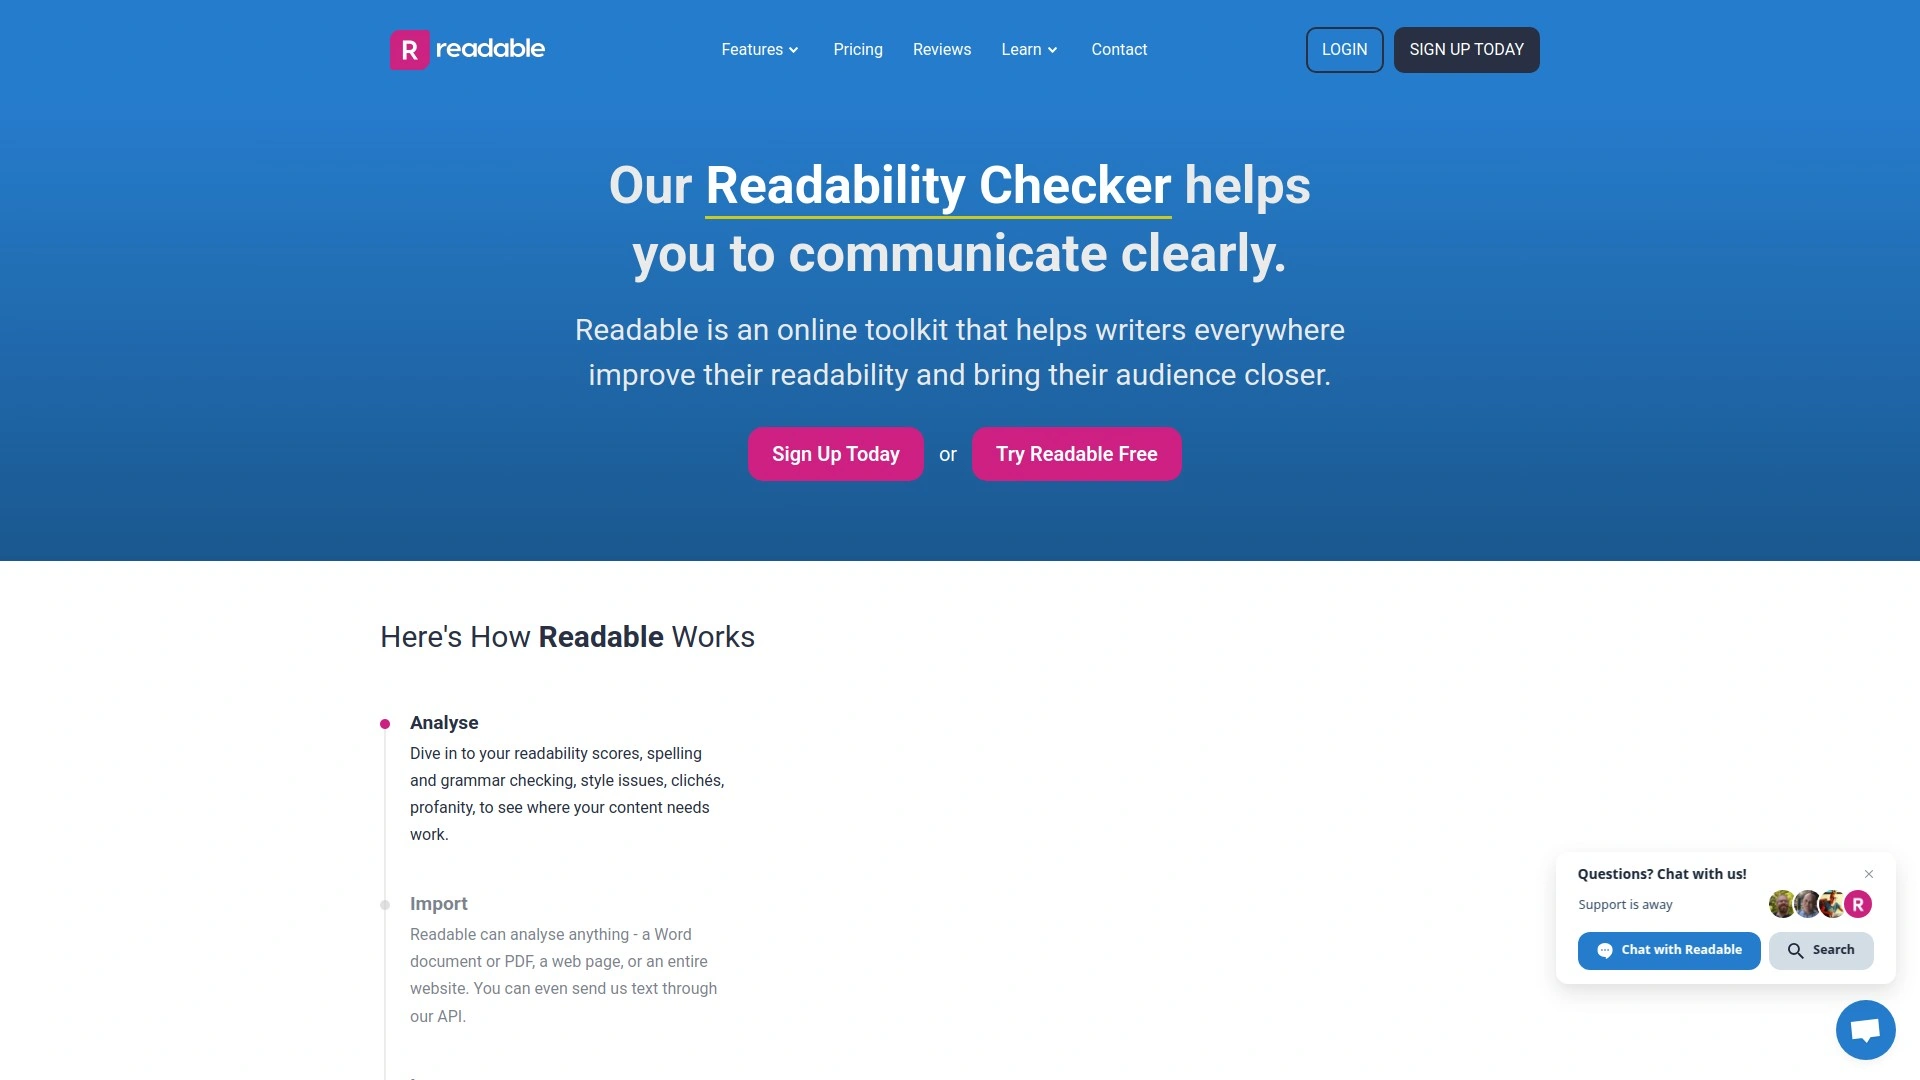 R readable
Features
Pricing
Reviews
Learn
Contact
LOGIN
SIGN UP TODAY
Our Readability Checker helps
you to communicate clearly.
Readable is an online toolkit that helps writers everywhere
improve their readability and bring their audience closer.
Sign Up Today or Try Readable Free
Here's How Readable Works
Analyse
Dive in to your readability scores, spelling
and grammar checking, style issues, clichés,
profanity, to see where your content needs
work.
Import
Readable can analyse anything - a Word
document or PDF, a web page, or an entire
website. You can even send us text through
our API.
Questions? Chat with us!
Support is away
R
Chat with Readable
Search